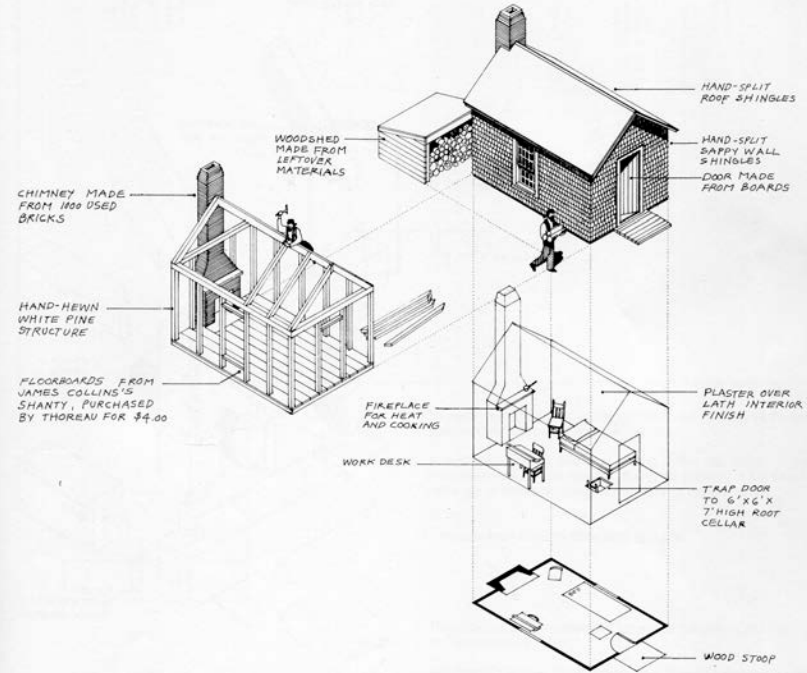 HAND-SPLIT
ROOF SHINGLES
WOODSHED
MADE FROM
LEFTOVER
MATERIALS
HAND-SPLIT
SAPPY WALL
SHINGLES
DOOR MADE
FROM BOARDS
CHIMNEY MADE
FROM 1000 USED
BRICKS
HAND-HEWN
WHITE PINE
STRUCTURE
FLOORBOARDS FROM
JAMES COLLINS'S
SHANTY, PURCHASED
BY THOREAU FOR $4.00
FIREPLACE
FOR HEAT
AND COOKING
PLASTER OVER
LATH INTERIOR
FINISH
WORK DESK
TRAP DOOR
TO 6'X6'X
7' HIGH ROOT
CELLAR
WOOD STOOP